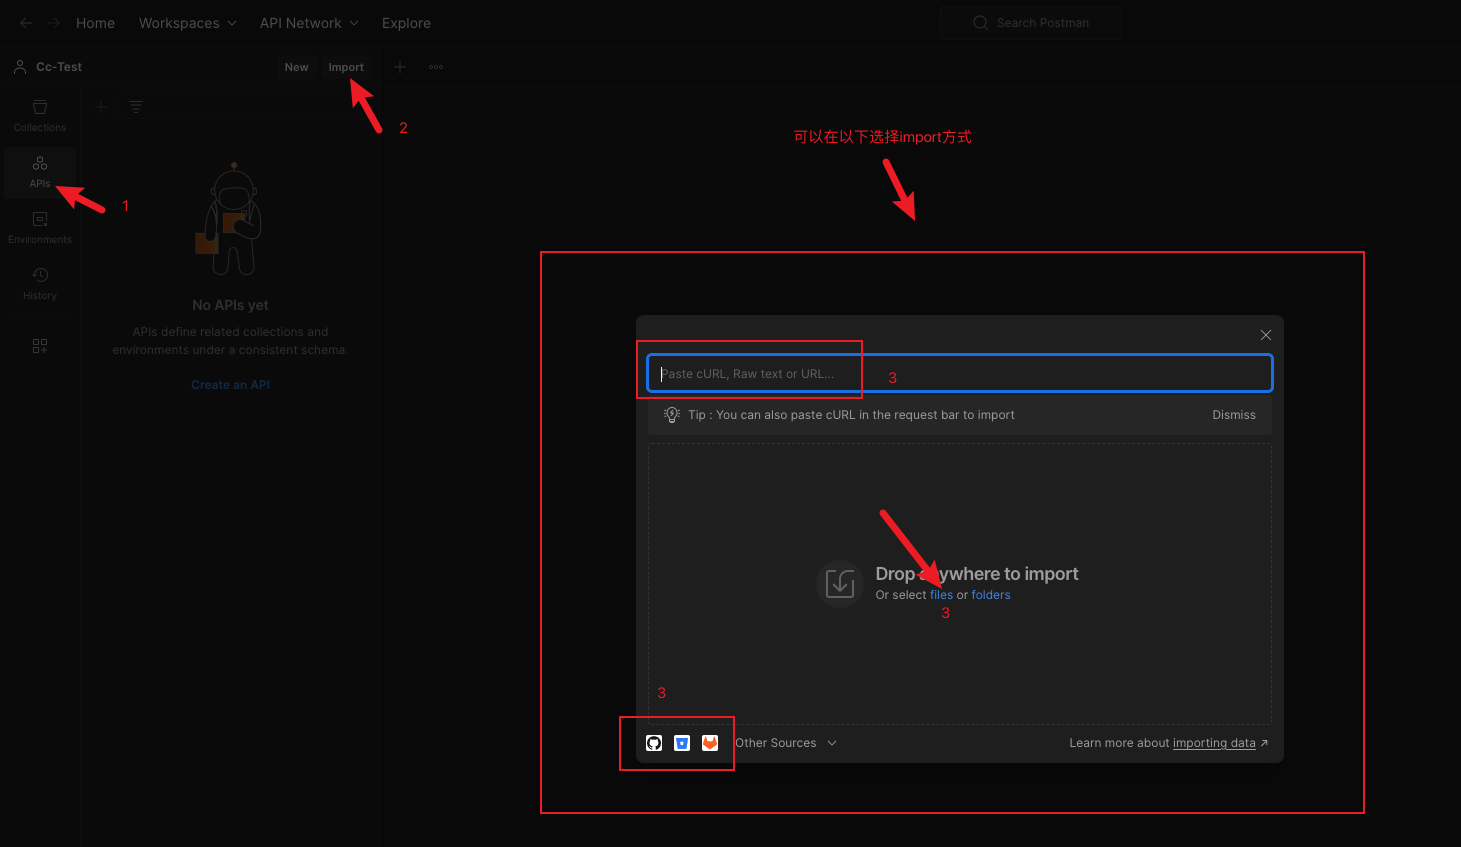 Home Workspaces API Network Explore Search Postman
Cc-Test New Import
2
Collections
可以在以下选择import方式
APIs
1
Environments
History
No APIs yet
APIs define related collections and
environments under a consistent schema.
Create an API
Paste cURL, Raw text or URL...
3
Tip : You can also paste cURL in the request bar to import Dismiss
Drop anywhere to import
Or select files or folders
3
3
Other Sources Learn more about importing data